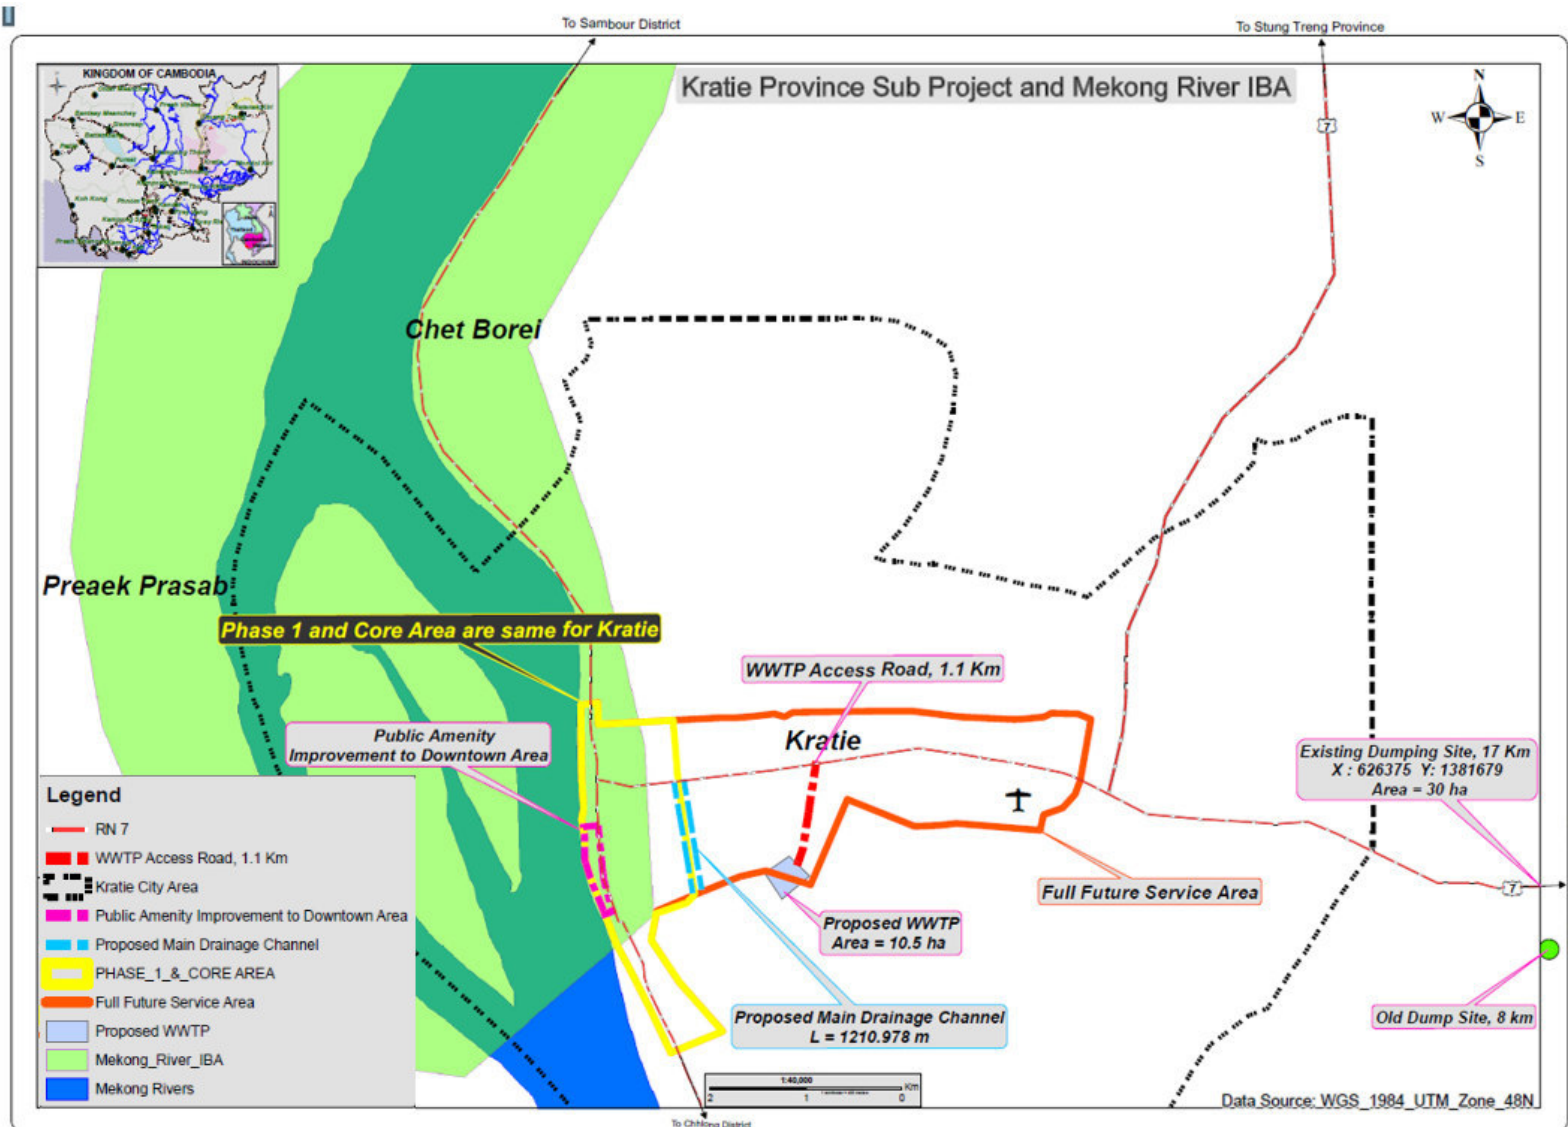 To Sambour District
To Stung Treng Province
KINGDOM OF CAMBODIA
Kratie Province Sub Project and Mekong River IBA
N
W E
S
7
Koh Kong
Pursat
Chet Borei
Preaek Prasab
Phase 1 and Core Area are same for Kratie
WWTP Access Road, 1.1 Km
Public Amenity
Improvement to Downtown Area
Kratie
Existing Dumping Site, 17 Km
X : 626375 Y: 1381679
Area = 30 ha
Legend
RN 7
WWTP Access Road, 1.1 Km
Kratie City Area
Public Amenity Improvement to Downtown Area
Proposed Main Drainage Channel
PHASE_1_&_CORE AREA
Full Future Service Area
Proposed WWTP
Mekong_River_IBA
Mekong Rivers
7
Full Future Service Area
Proposed WWTP
Area = 10.5 ha
Proposed Main Drainage Channel
L = 1210.978 m
Old Dump Site, 8 km
1:40,000
Km
2 1 0
Data Source: WGS_1984_UTM_Zone_48N
To Chhlong District